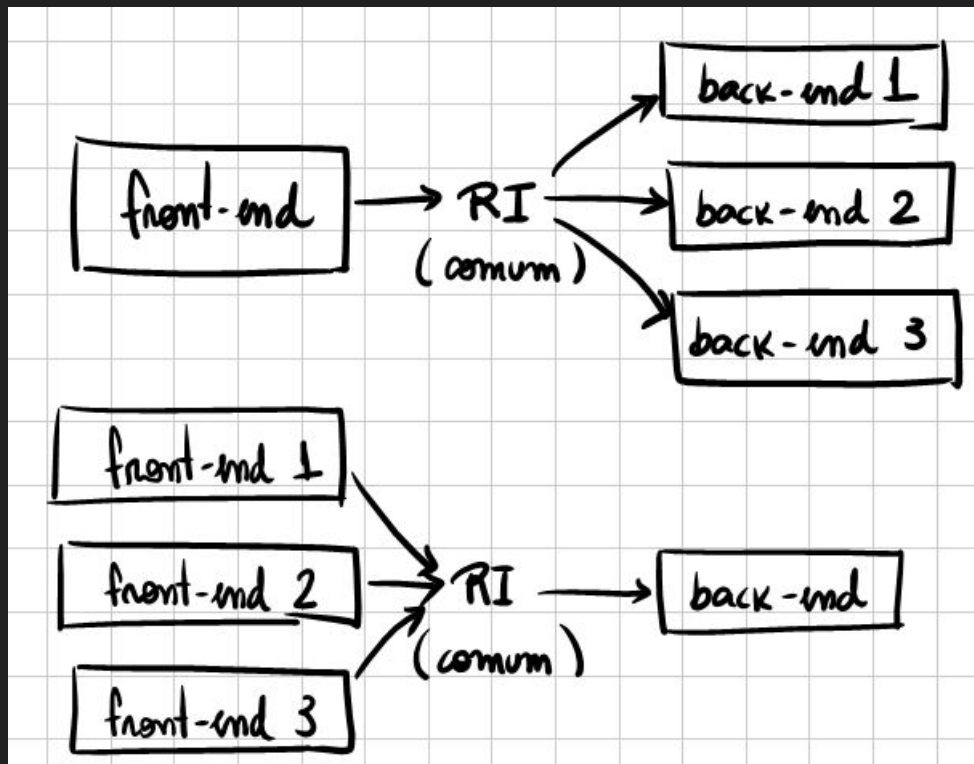 back-end 1
front-end
RI
back-end 2
(comum)
back-end 3
front-end 1
front-end 2
RI
back-end
(comum)
front-end 3